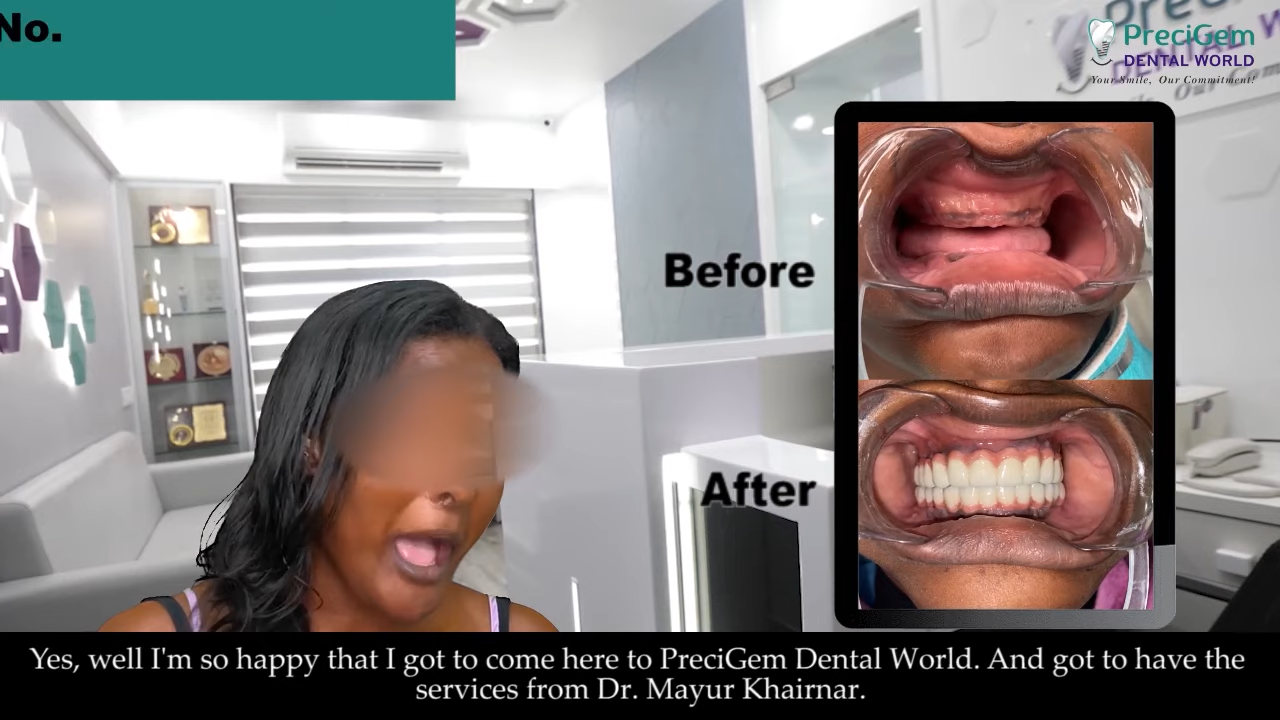 No.
PreciGem
DENTAL WORLD
Your Smile, Our Commitment!
Before
After
Yes, well I'm so happy that I got to come here to PreciGem Dental World. And got to have the
services from Dr. Mayur Khairnar.